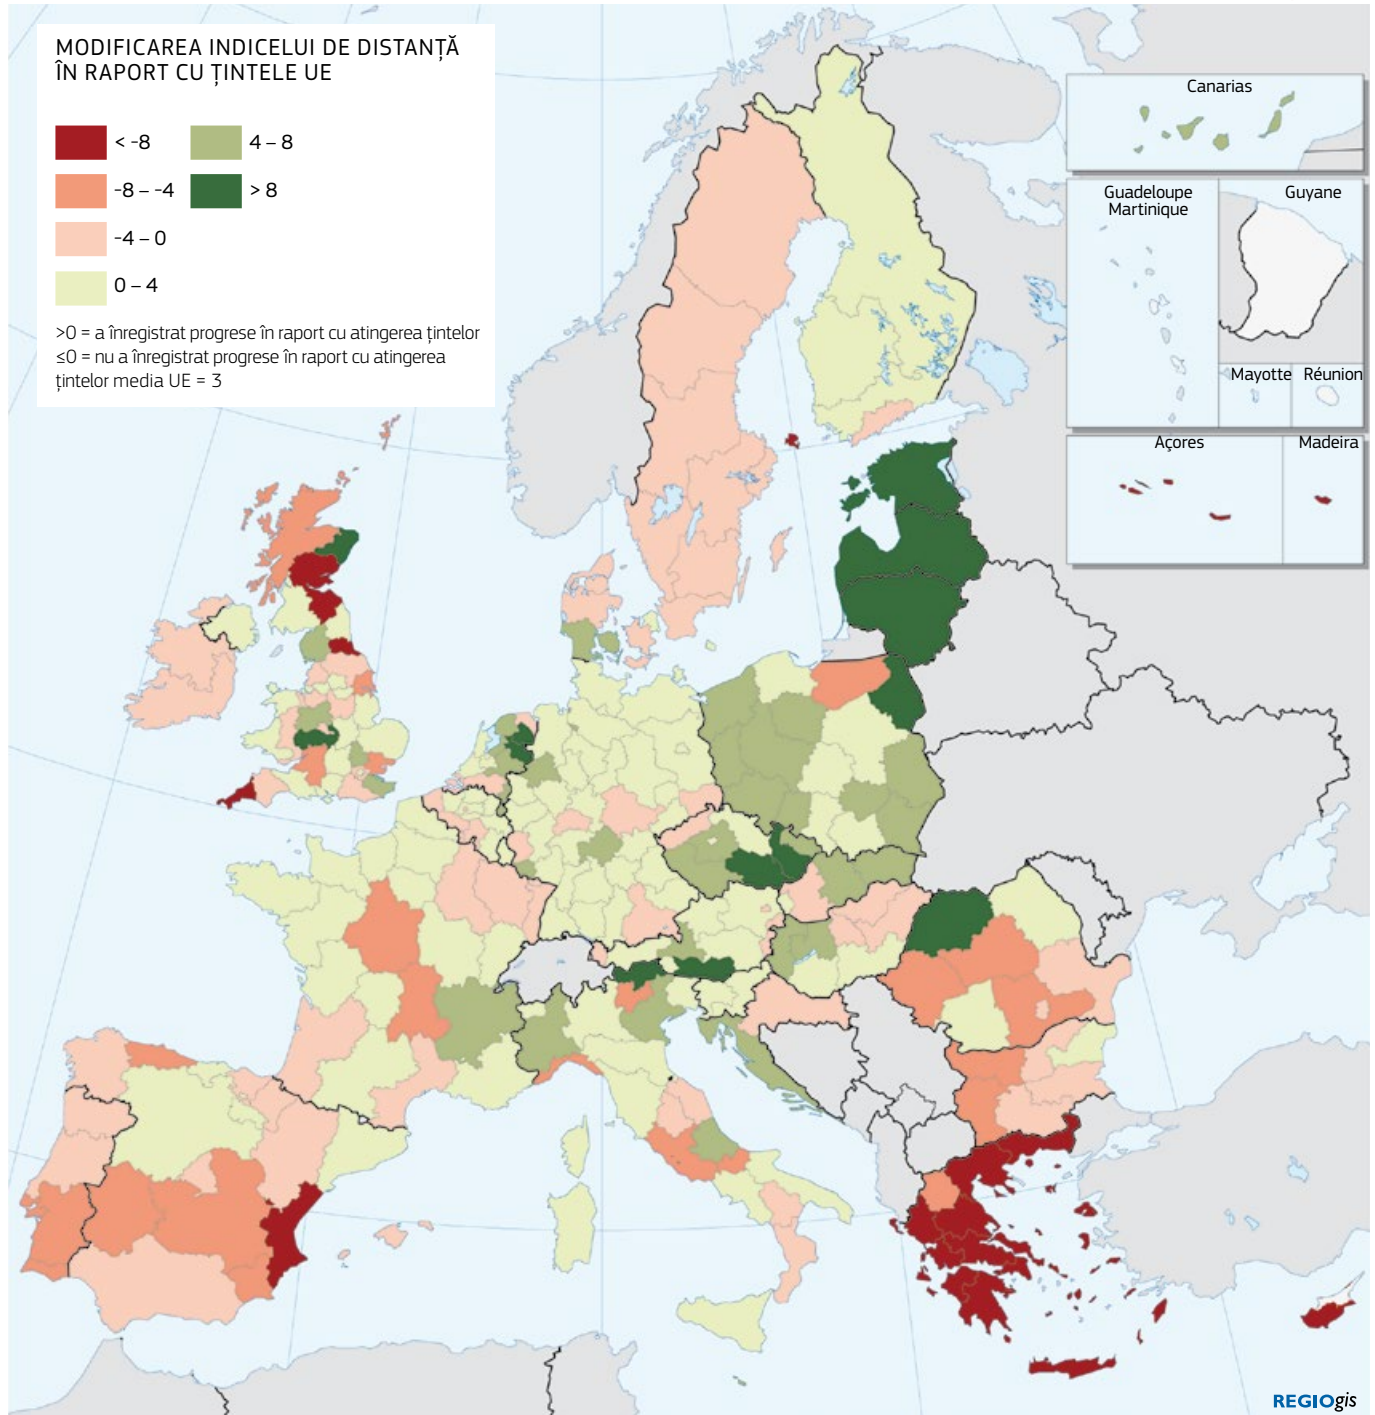 MODIFICAREA INDICELUI DE DISTANȚĂ
ÎN RAPORT CU ȚINTELE UE
< -8
4 – 8
-8 – -4
> 8
-4 – 0
0 – 4
>0 = a înregistrat progrese în raport cu atingerea țintelor
≤0 = nu a înregistrat progrese în raport cu atingerea
țintelor media UE = 3
Canarias
Guadeloupe
Martinique
Guyane
Mayotte
Réunion
Açores
Madeira
REGIOgis